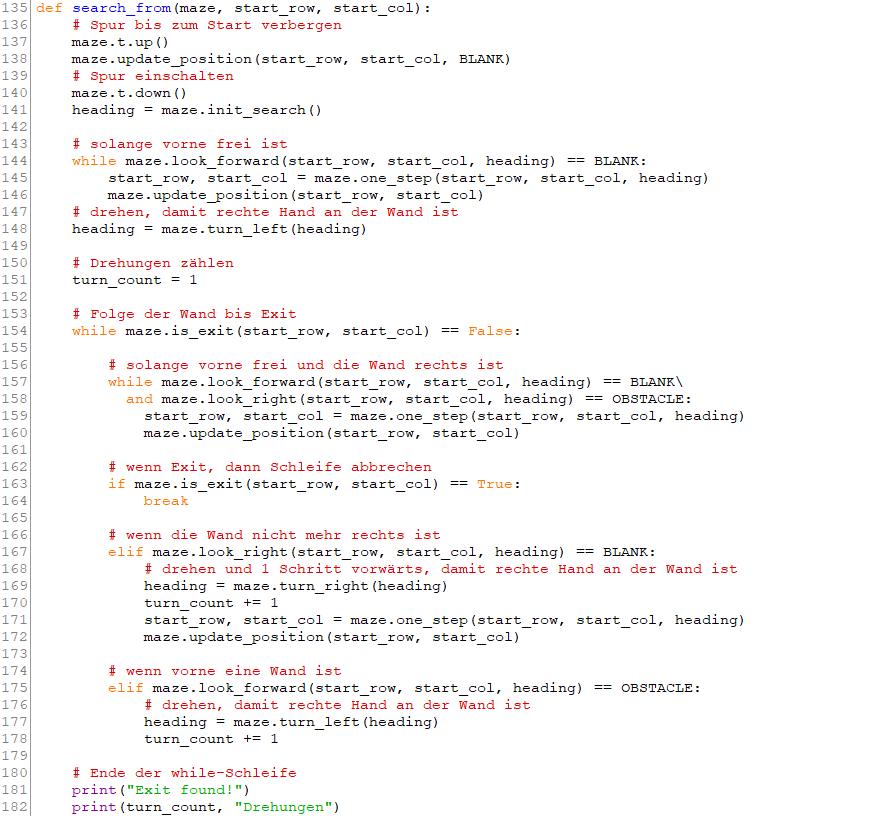 135 def search_from(maze, start_row, start_col):
136     # Spur bis zum Start verbergen
137     maze.t.up()
138     maze.update_position(start_row, start_col, BLANK)
139     # Spur einschalten
140     maze.t.down()
141     heading = maze.init_search()
142
143     # solange vorne frei ist
144     while maze.look_forward(start_row, start_col, heading) == BLANK:
145         start_row, start_col = maze.one_step(start_row, start_col, heading)
146         maze.update_position(start_row, start_col)
147     # drehen, damit rechte Hand an der Wand ist
148     heading = maze.turn_left(heading)
149
150     # Drehungen zählen
151     turn_count = 1
152
153     # Folge der Wand bis Exit
154     while maze.is_exit(start_row, start_col) == False:
155
156         # solange vorne frei und die Wand rechts ist
157         while maze.look_forward(start_row, start_col, heading) == BLANK\
158           and maze.look_right(start_row, start_col, heading) == OBSTACLE:
159             start_row, start_col = maze.one_step(start_row, start_col, heading)
160             maze.update_position(start_row, start_col)
161
162         # wenn Exit, dann Schleife abbrechen
163         if maze.is_exit(start_row, start_col) == True:
164             break
165
166         # wenn die Wand nicht mehr rechts ist
167         elif maze.look_right(start_row, start_col, heading) == BLANK:
168             # drehen und 1 Schritt vorwärts, damit rechte Hand an der Wand ist
169             heading = maze.turn_right(heading)
170             turn_count += 1
171             start_row, start_col = maze.one_step(start_row, start_col, heading)
172             maze.update_position(start_row, start_col)
173
174         # wenn vorne eine Wand ist
175         elif maze.look_forward(start_row, start_col, heading) == OBSTACLE:
176             # drehen, damit rechte Hand an der Wand ist
177             heading = maze.turn_left(heading)
178             turn_count += 1
179
180     # Ende der while-Schleife
181     print("Exit found!")
182     print(turn_count, "Drehungen")